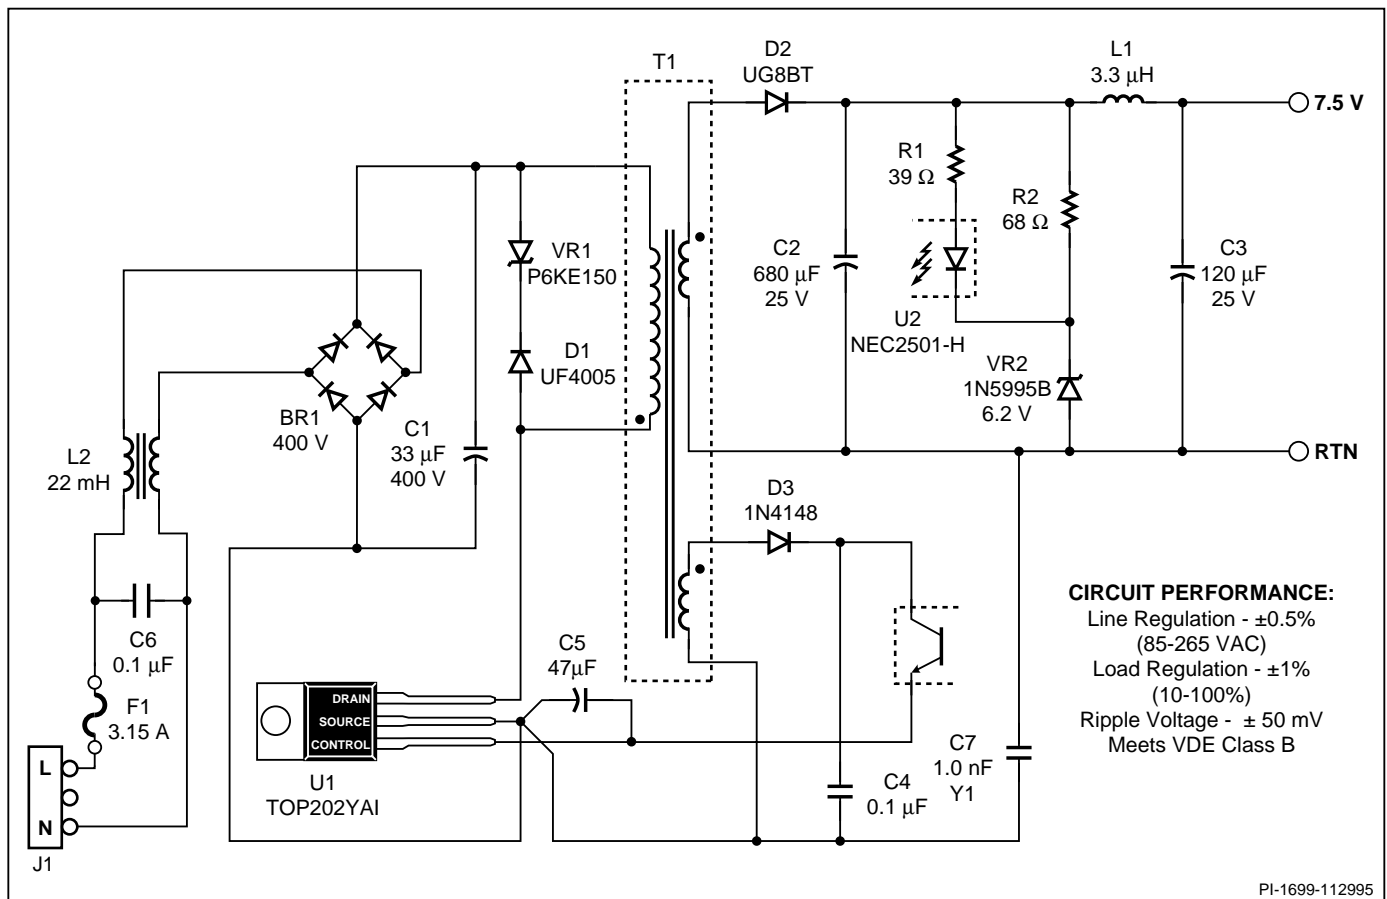 T1
D2
UG8BT
L1
3.3 µH
7.5 V
R1
39 Ω
R2
68 Ω
VR1
P6KE150
C2
680 µF
25 V
C3
120 µF
25 V
U2
NEC2501-H
D1
UF4005
VR2
1N5995B
6.2 V
BR1
400 V
C1
33 µF
400 V
L2
22 mH
RTN
D3
1N4148
CIRCUIT PERFORMANCE:
Line Regulation - ±0.5%
(85-265 VAC)
Load Regulation - ±1%
(10-100%)
Ripple Voltage - ± 50 mV
Meets VDE Class B
C6
0.1 µF
C5
47µF
F1
3.15 A
DRAIN
SOURCE
CONTROL
U1
TOP202YAI
C7
1.0 nF
Y1
C4
0.1 µF
L
N
J1
PI-1699-112995